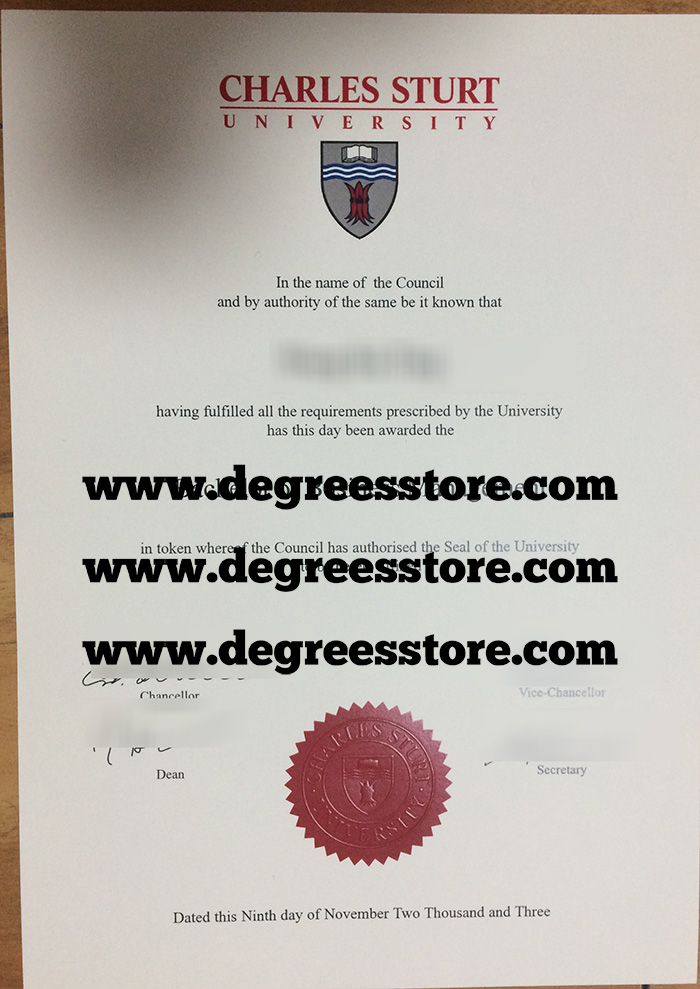 CHARLES STURT
UNIVERSITY
In the name of the Council
and by authority of the same be it known that
having fulfilled all the requirements prescribed by the University
has this day been awarded the
www.degreesstore.com
in token whereof the Council has authorised the Seal of the University
www.degreesstore.com
www.degreesstore.com
Chancellor
Vice-Chancellor
Dean
Secretary
CHARLES STURT
UNIVERSITY
Dated this Ninth day of November Two Thousand and Three